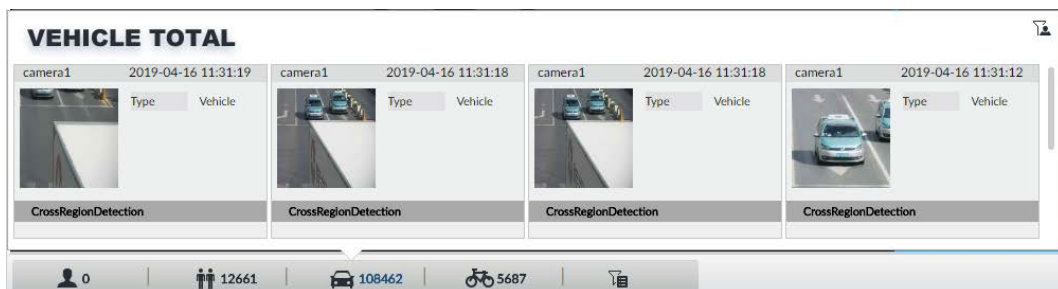 VEHICLE TOTAL
camera1 2019-04-16 11:31:19
Type Vehicle
CrossRegionDetection
camera1 2019-04-16 11:31:18
Type Vehicle
CrossRegionDetection
camera1 2019-04-16 11:31:18
Type Vehicle
CrossRegionDetection
camera1 2019-04-16 11:31:12
Type Vehicle
CrossRegionDetection
0 12661 108462 5687